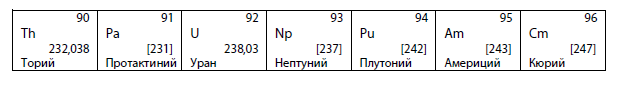 90 91 92 93 94 95 96
Th Pa U Np Pu Am Cm
232,038 [231] 238,03 [237] [242] [243] [247]
Торий Протактиний Уран Нептуний Плутоний Америций Кюрий